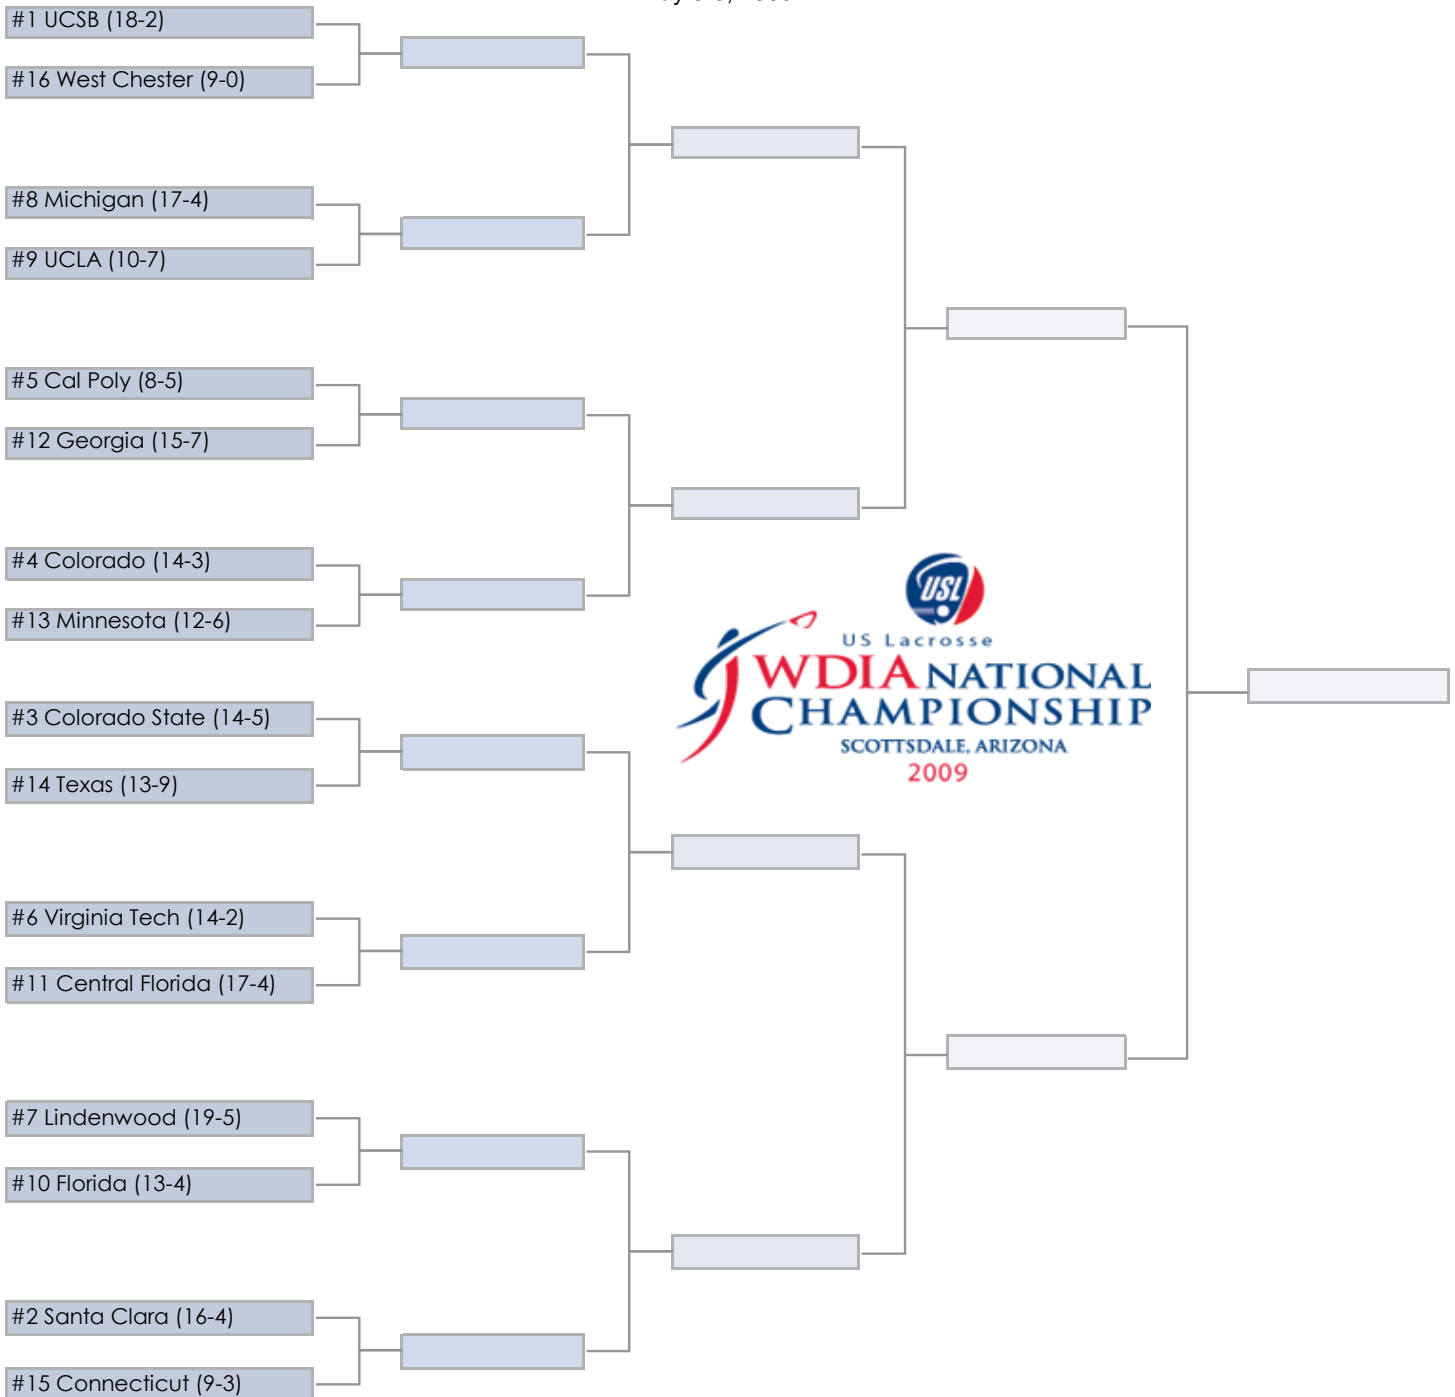 #1 UCSB (18-2)
#16 West Chester (9-0)
#8 Michigan (17-4)
#9 UCLA (10-7)
#5 Cal Poly (8-5)
#12 Georgia (15-7)
#4 Colorado (14-3)
#13 Minnesota (12-6)
#3 Colorado State (14-5)
#14 Texas (13-9)
#6 Virginia Tech (14-2)
#11 Central Florida (17-4)
#7 Lindenwood (19-5)
#10 Florida (13-4)
#2 Santa Clara (16-4)
#15 Connecticut (9-3)
USL
US Lacrosse
WDIA NATIONAL
CHAMPIONSHIP
SCOTTSDALE, ARIZONA
2009